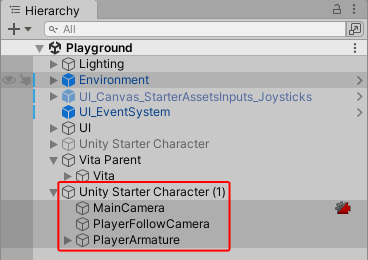 Hierarchy
All
Playground
Lighting
Environment
UI_Canvas_StarterAssetsInputs_Joysticks
UI_EventSystem
UI
Unity Starter Character
Vita Parent
Vita
Unity Starter Character (1)
MainCamera
PlayerFollowCamera
PlayerArmature